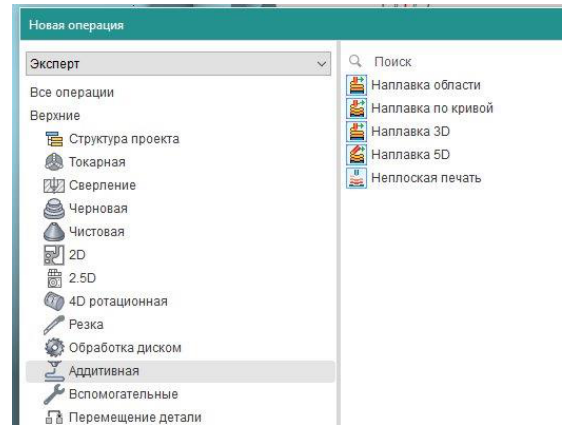 Новая операция
Эксперт
Все операции
Верхние
Структура проекта
Токарная
Сверление
Черновая
Чистовая
2D
2.5D
4D ротационная
Резка
Обработка диском
Аддитивная
Вспомогательные
Перемещение детали
Поиск
Наплавка области
Наплавка по кривой
Наплавка 3D
Наплавка 5D
Неплоская печать